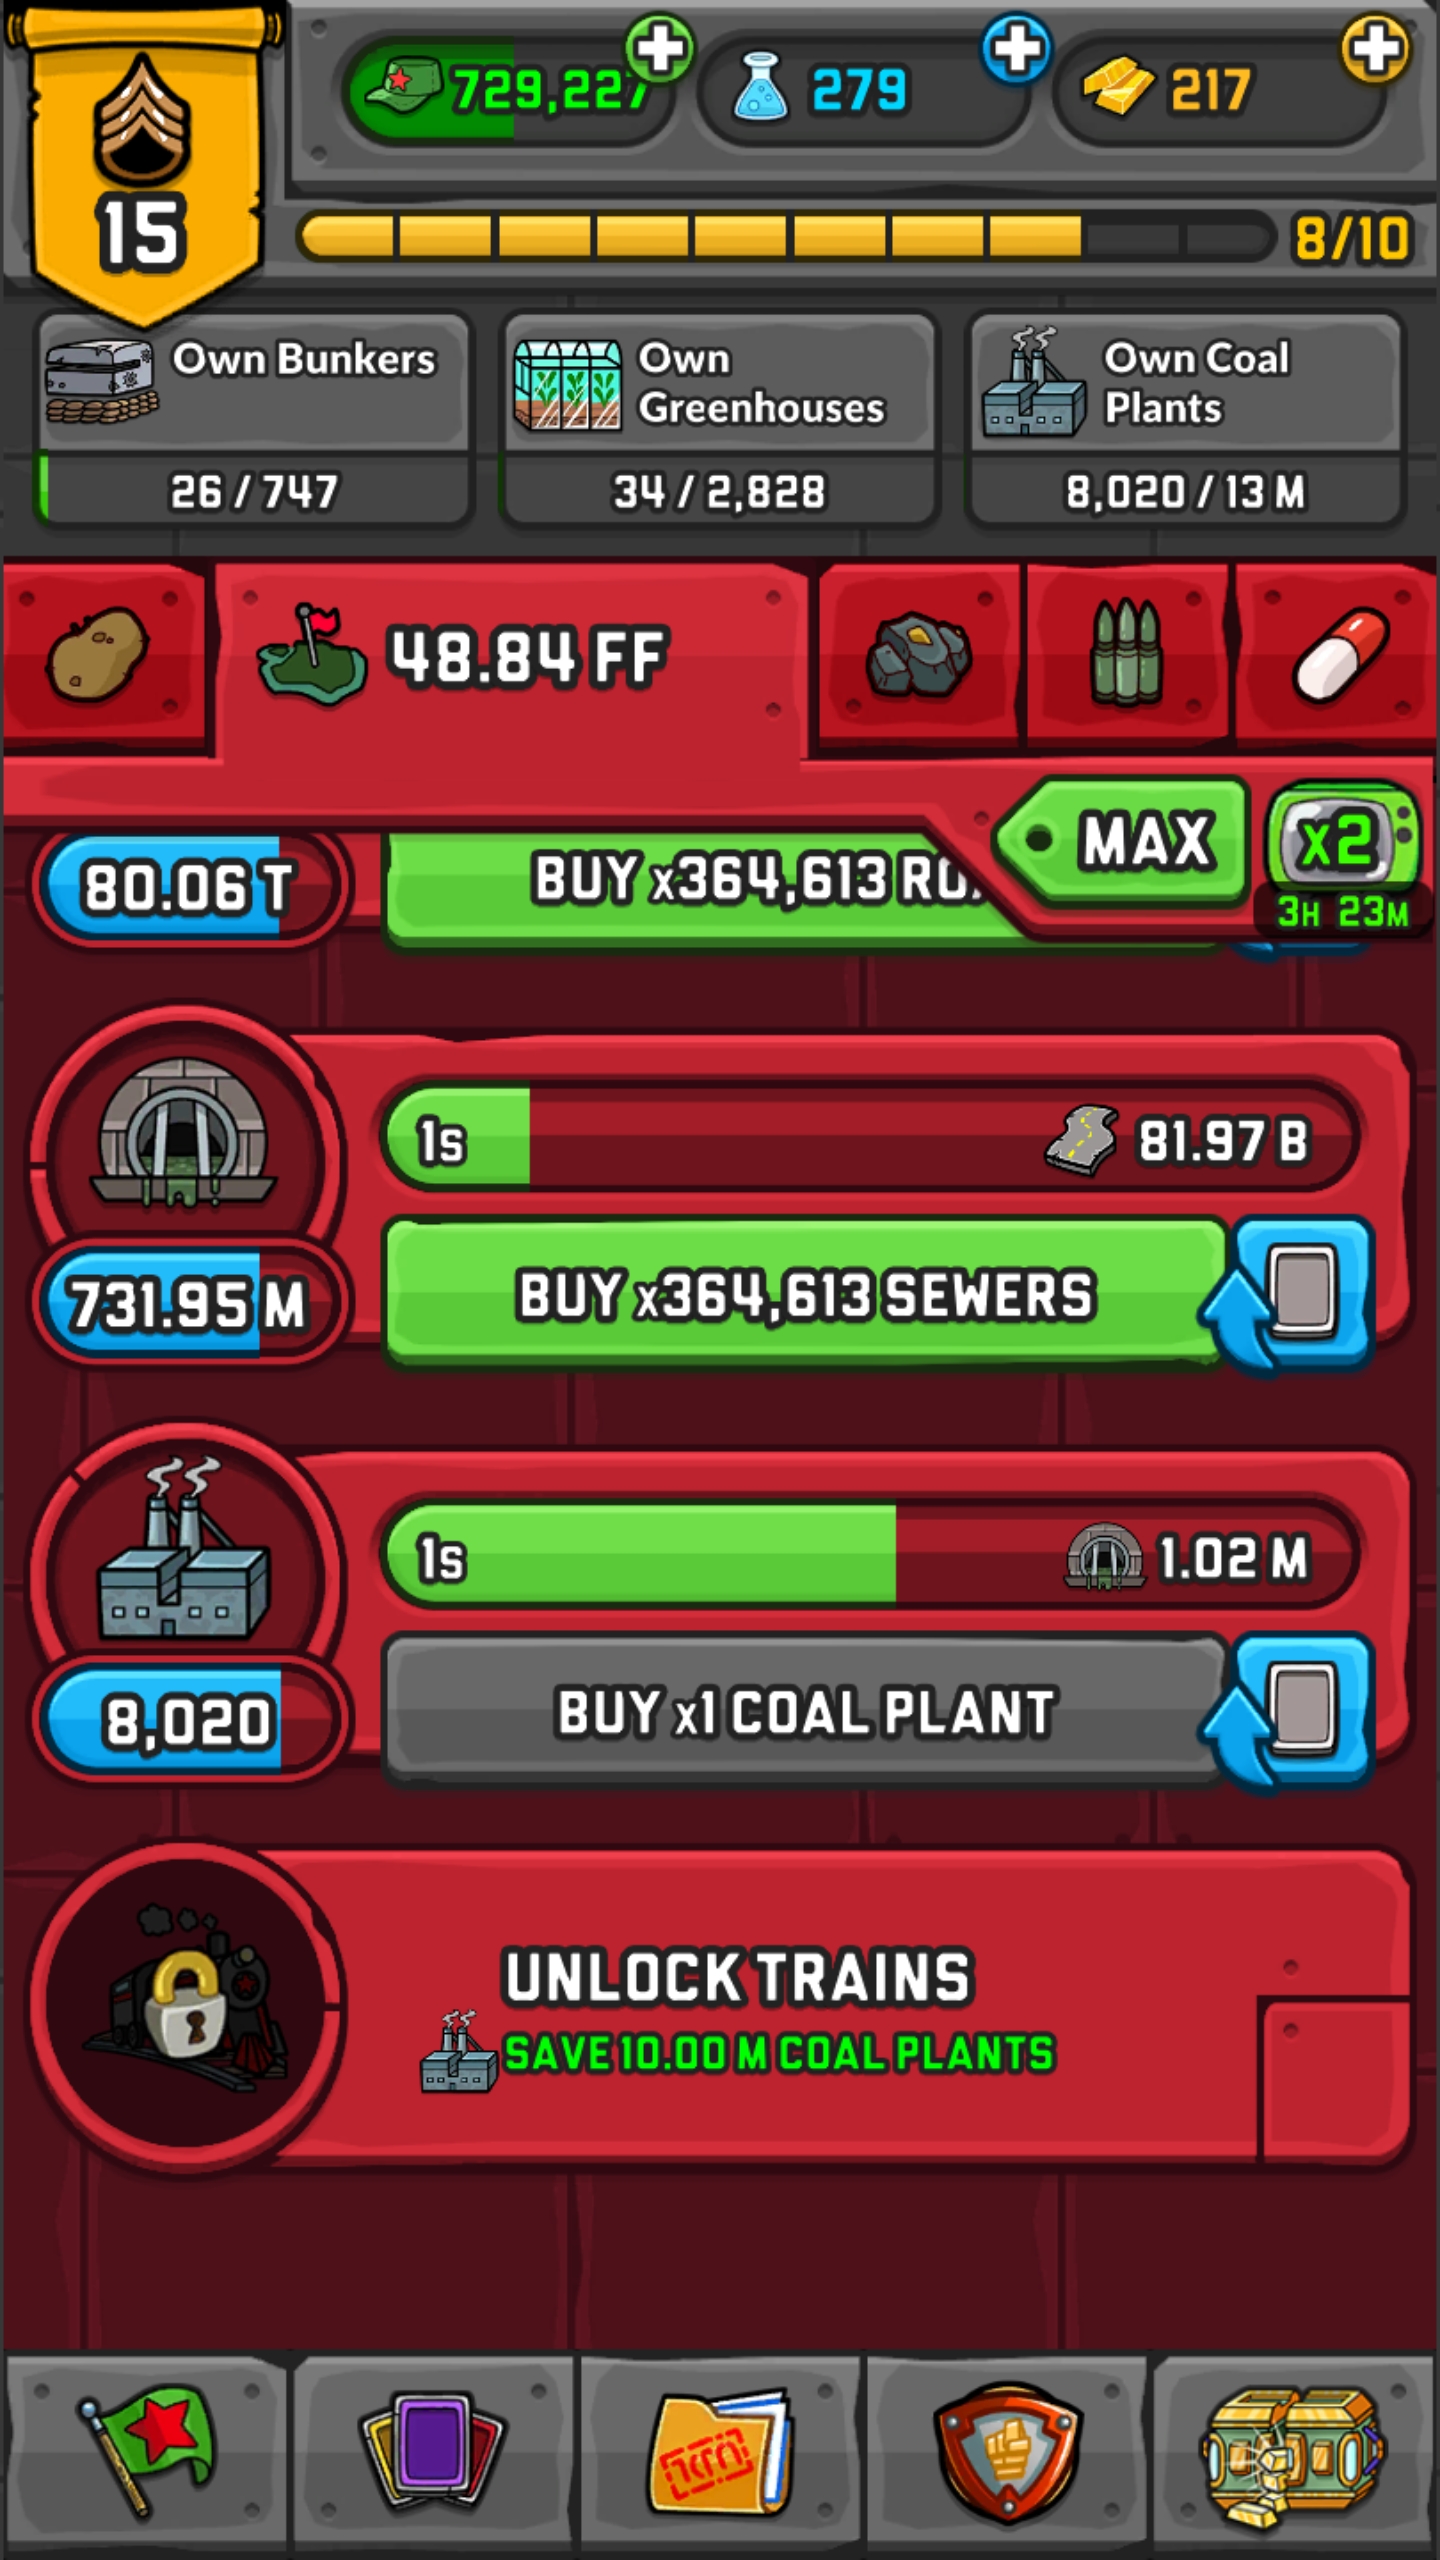 15
729,227
279
217
8/10
Own Bunkers
26 / 747
Own
Greenhouses
34 / 2,828
Own Coal
Plants
8,020 / 13 M
48.84 FF
MAX
x2
3H 23M
80.06 T
BUY x364,613
1s
81.97 B
731.95 M
BUY x364,613 SEWERS
1s
1.02 M
8,020
BUY x1 COAL PLANT
UNLOCK TRAINS
SAVE 10.00 M COAL PLANTS